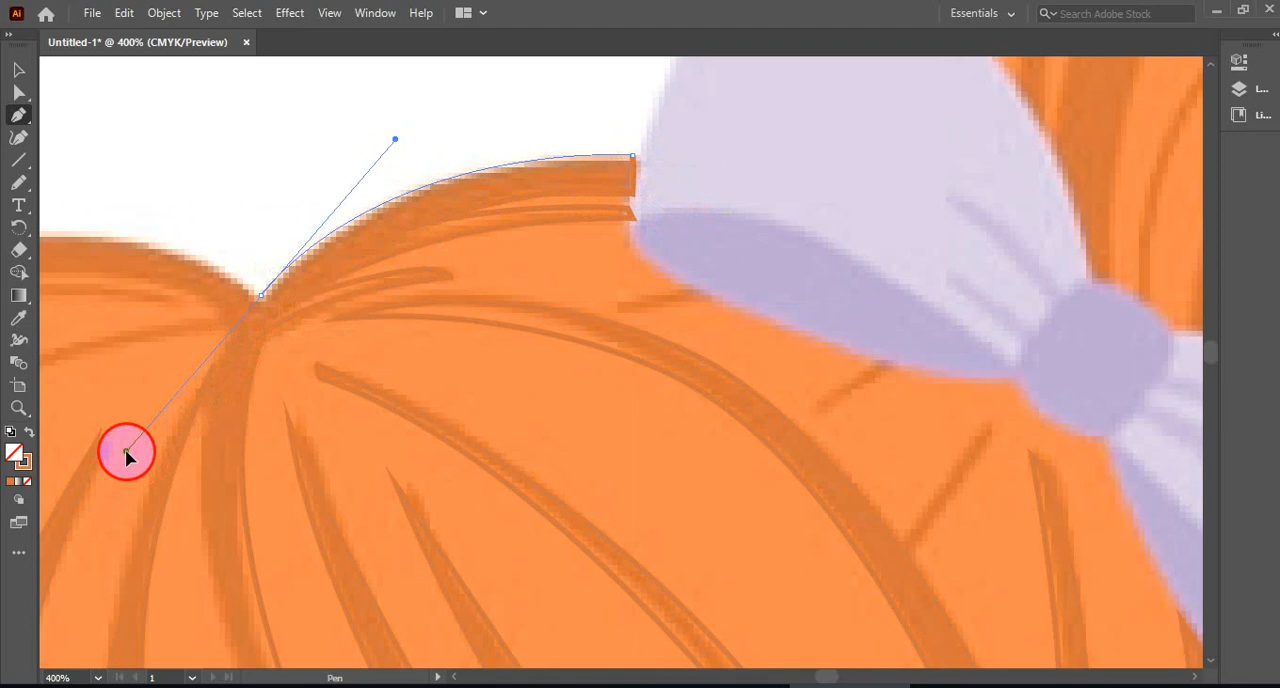 Ai File Edit Object Type Select Effect View Window Help Essentials Search Adobe Stock
Untitled-1* @ 400% (CMYK/Preview)
L...
Li...
T
400% 1 Pen